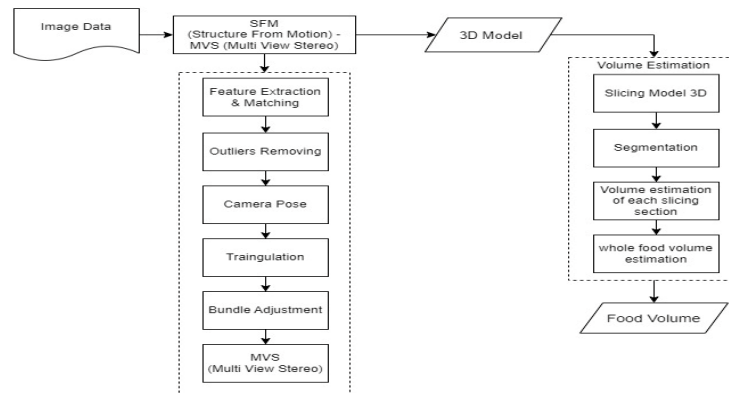 Image Data
SFM
(Structure From Motion) -
MVS (Multi View Stereo)
3D Model
Feature Extraction
& Matching
Outliers Removing
Camera Pose
Traingulation
Bundle Adjustment
MVS
(Multi View Stereo)
Volume Estimation
Slicing Model 3D
Segmentation
Volume estimation
of each slicing
section
whole food volume
estimation
Food Volume